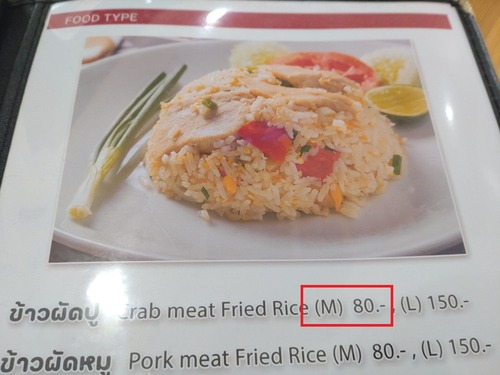 FOOD TYPE
ข้าวผัดปู Crab meat Fried Rice (M) 80.- , (L) 150.-
ข้าวผัดหมู Pork meat Fried Rice (M) 80.- , (L) 150.-